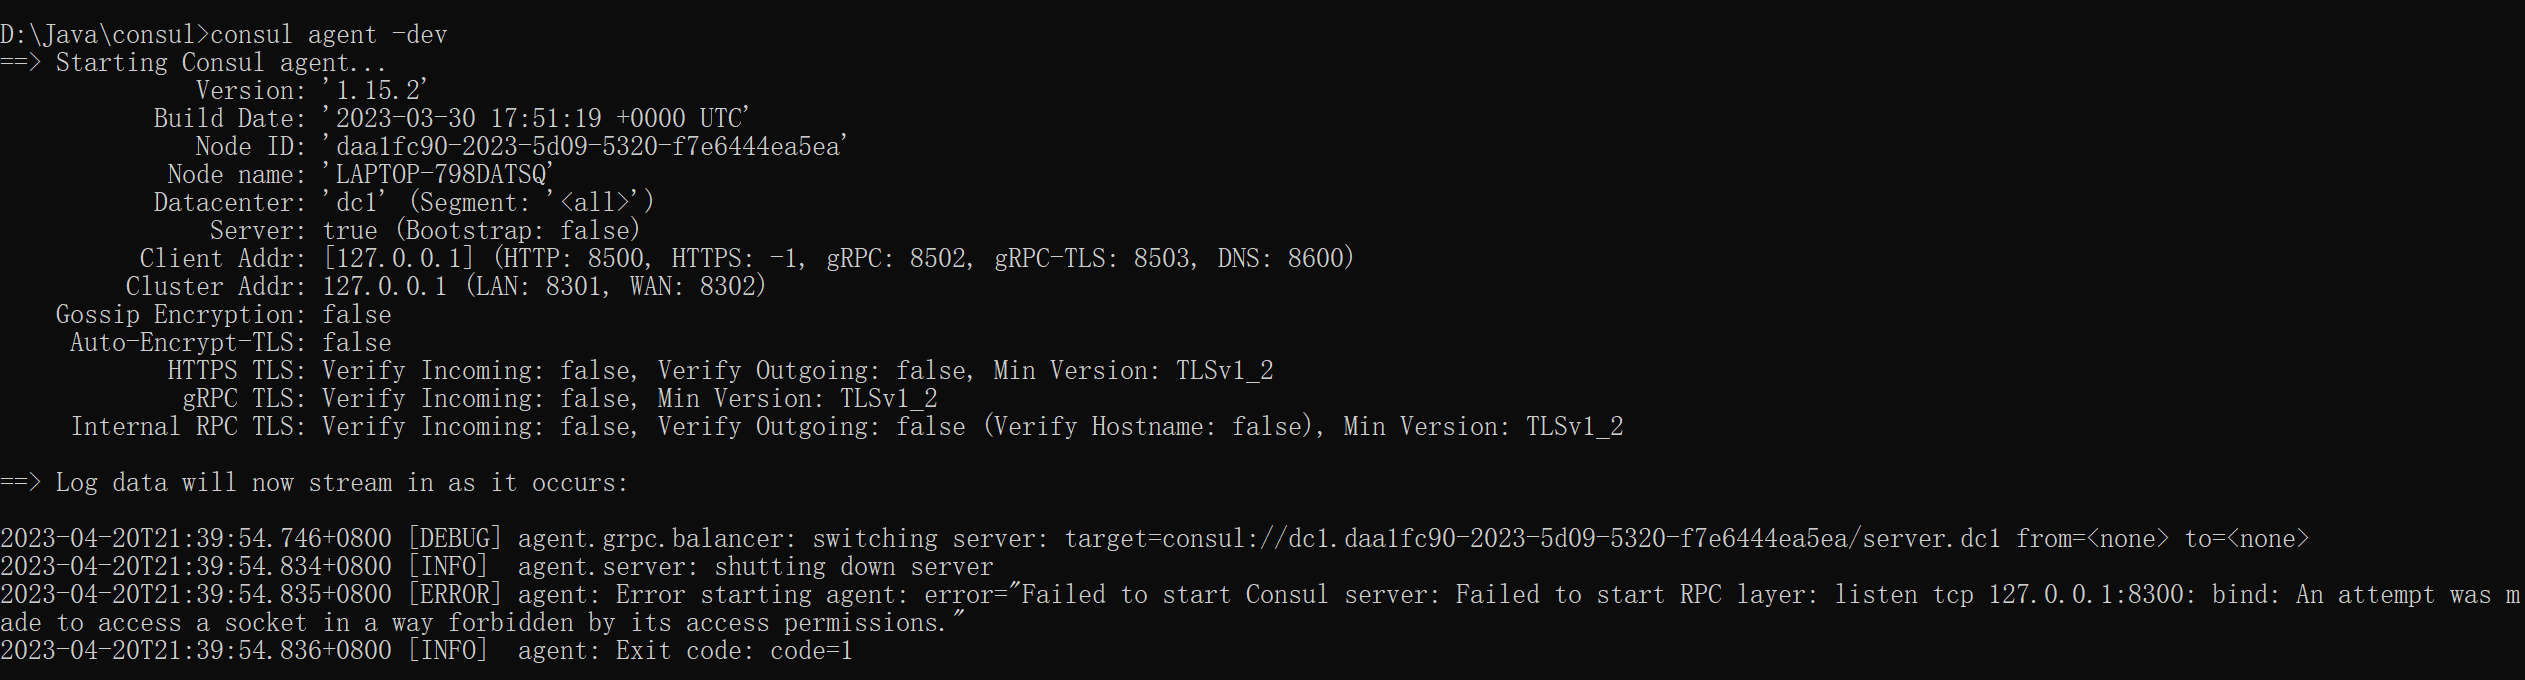 D:\Java\consul>consul agent -dev
==> Starting Consul agent...
Version: '1.15.2'
Build Date: '2023-03-30 17:51:19 +0000 UTC'
Node ID: 'daa1fc90-2023-5d09-5320-f7e6444ea5ea'
Node name: 'LAPTOP-798DATSQ'
Datacenter: 'dc1' (Segment: '<all>')
Server: true (Bootstrap: false)
Client Addr: [127.0.0.1] (HTTP: 8500, HTTPS: -1, gRPC: 8502, gRPC-TLS: 8503, DNS: 8600)
Cluster Addr: 127.0.0.1 (LAN: 8301, WAN: 8302)
Gossip Encryption: false
Auto-Encrypt-TLS: false
HTTPS TLS: Verify Incoming: false, Verify Outgoing: false, Min Version: TLSv1_2
gRPC TLS: Verify Incoming: false, Min Version: TLSv1_2
Internal RPC TLS: Verify Incoming: false, Verify Outgoing: false (Verify Hostname: false), Min Version: TLSv1_2
==> Log data will now stream in as it occurs:
2023-04-20T21:39:54.746+0800 [DEBUG] agent.grpc.balancer: switching server: target=consul://dc1.daa1fc90-2023-5d09-5320-f7e6444ea5ea/server.dc1 from=<none> to=<none>
2023-04-20T21:39:54.834+0800 [INFO]  agent.server: shutting down server
2023-04-20T21:39:54.835+0800 [ERROR] agent: Error starting agent: error="Failed to start Consul server: Failed to start RPC layer: listen tcp 127.0.0.1:8300: bind: An attempt was m
ade to access a socket in a way forbidden by its access permissions."
2023-04-20T21:39:54.836+0800 [INFO]  agent: Exit code: code=1